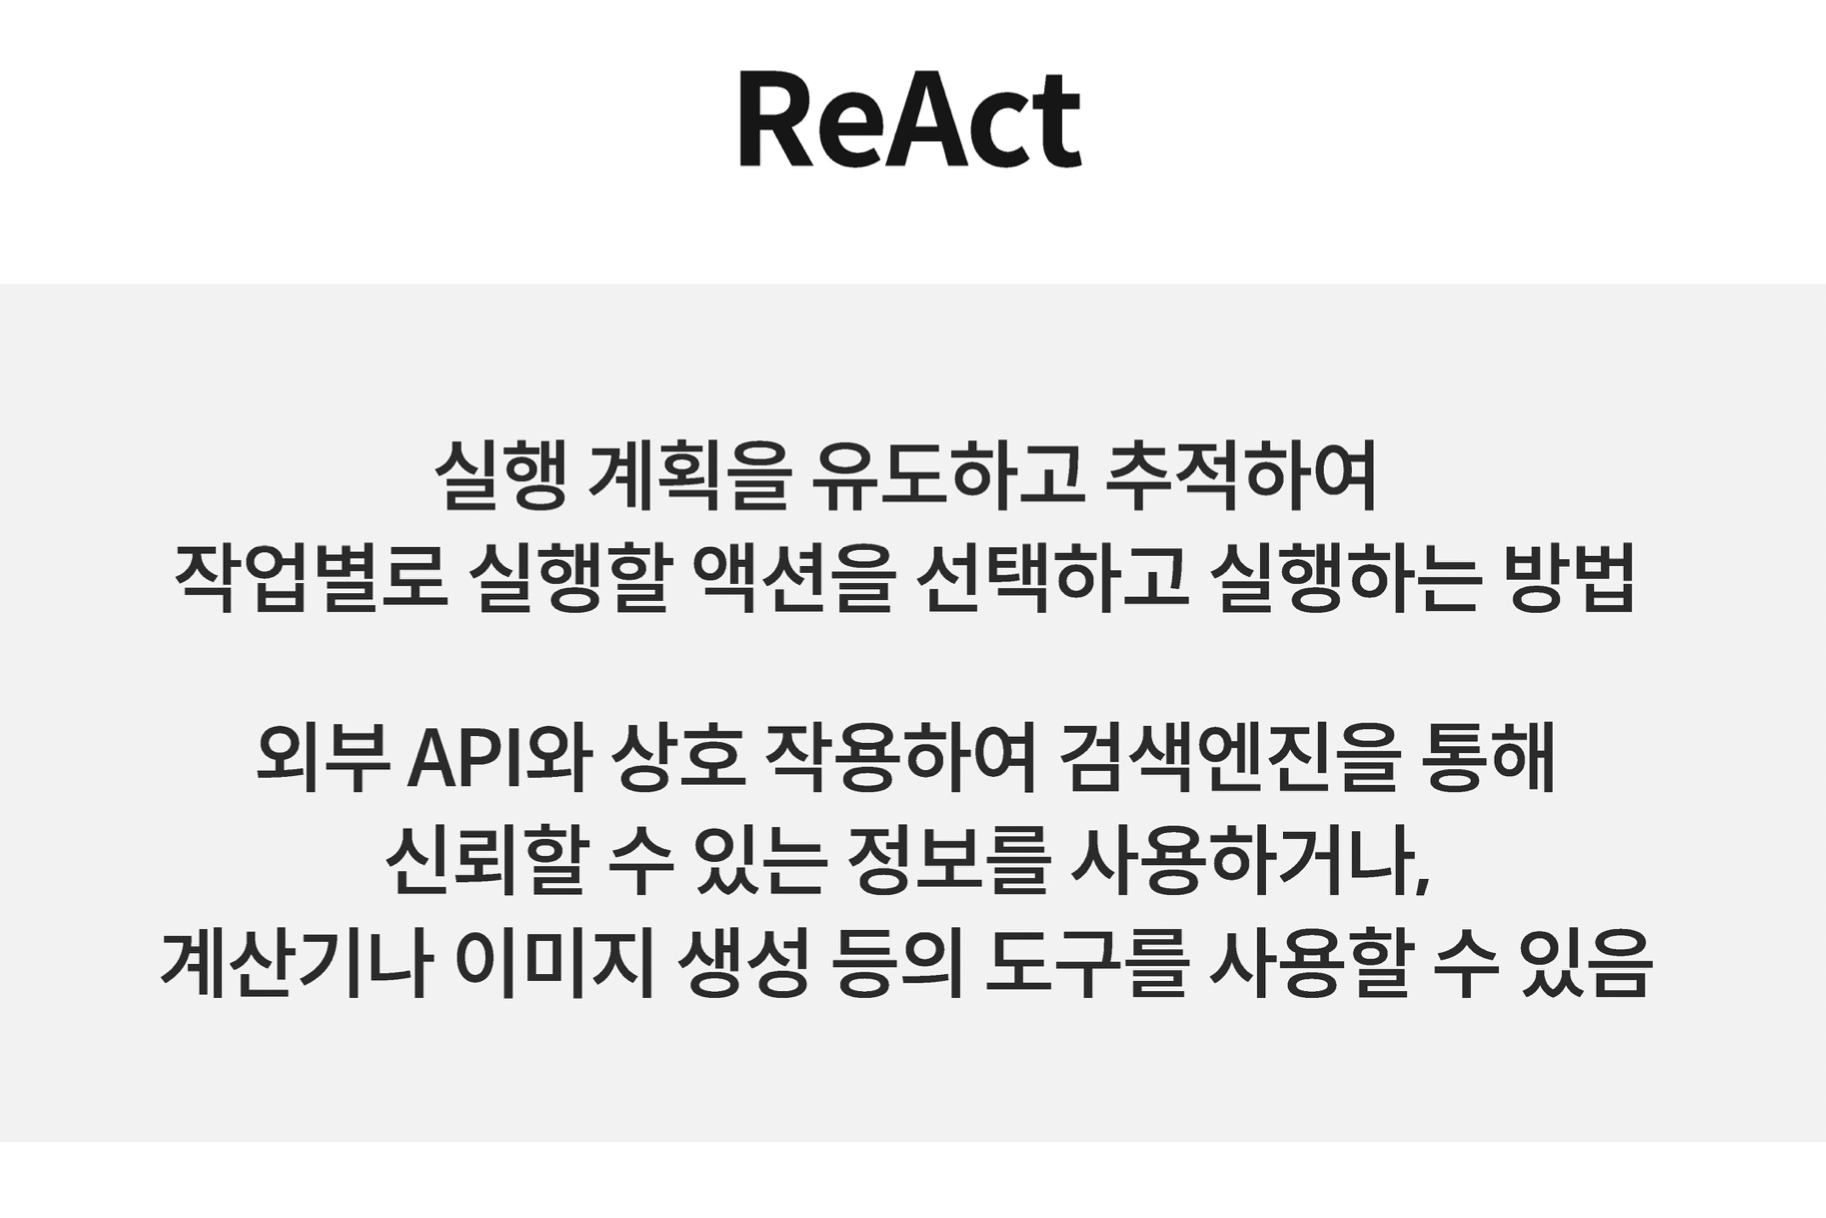 ReAct
실행 계획을 유도하고 추적하여
작업별로 실행할 액션을 선택하고 실행하는 방법
외부 API와 상호 작용하여 검색엔진을 통해
신뢰할 수 있는 정보를 사용하거나,
계산기나 이미지 생성 등의 도구를 사용할 수 있음